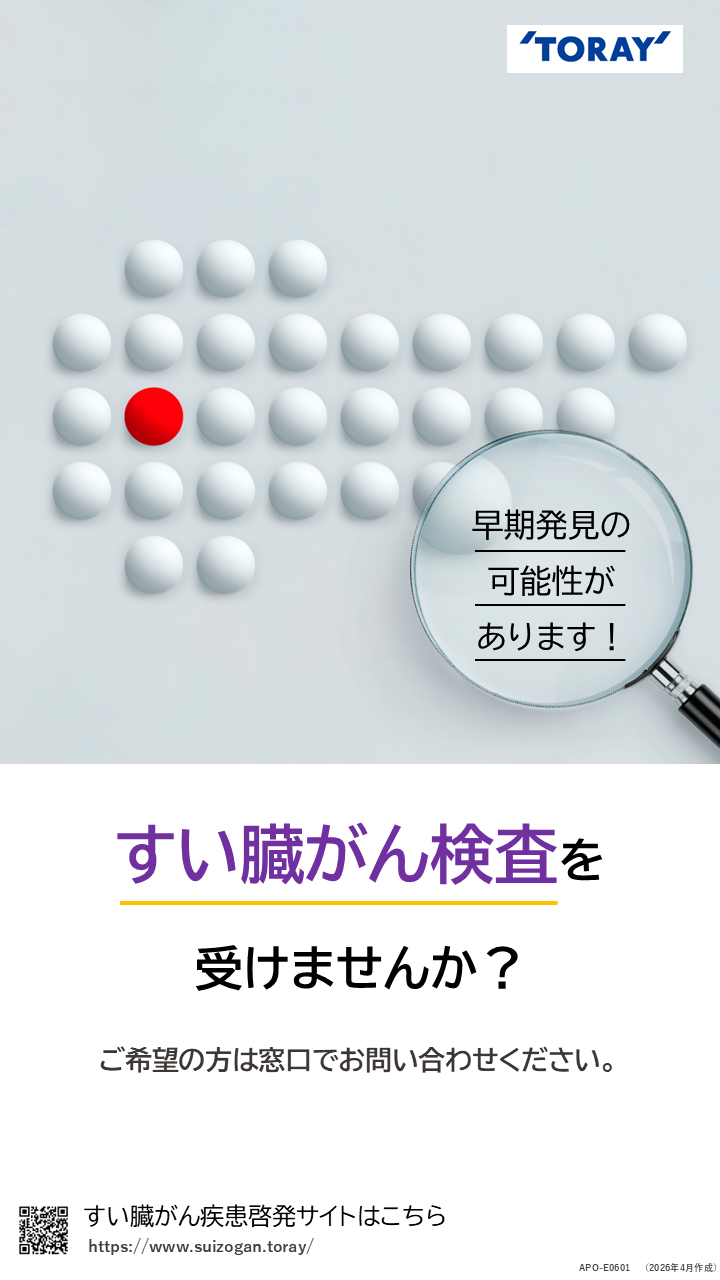 TORAY
早期発見の
可能性が
あります！
すい臓がん検査を
受けませんか？
ご希望の方は窓口でお問い合わせください。
すい臓がん疾患啓発サイトはこちら
https://www.suizogan.toray/
APO-E0601　（2026年4月作成）